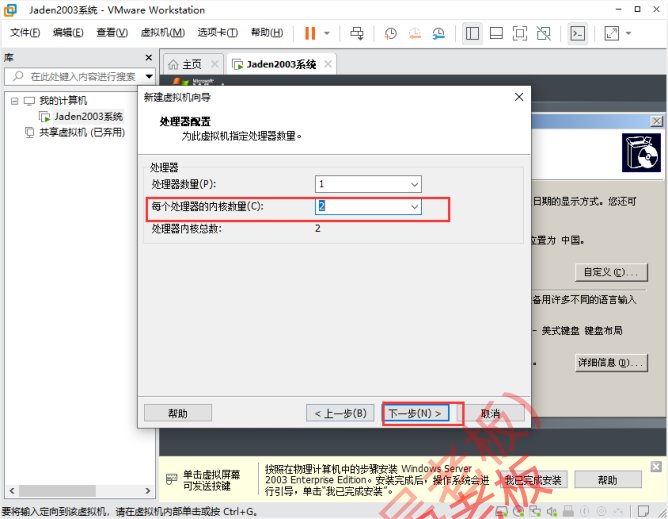 Jaden2003系统 - VMware Workstation
文件(F) 编辑(E) 查看(V) 虚拟机(M) 选项卡(T) 帮助(H)
库
主页 Jaden2003系统
在此处键入内容进行搜索
Microsoft
我的计算机
Jaden2003系统
共享虚拟机 (已弃用)
新建虚拟机向导
处理器配置
为此虚拟机指定处理器数量。
处理器
处理器数量(P): 1
每个处理器的内核数量(C): 2
处理器内核总数: 2
日期的显示方式。您还可
位置为 中国。
自定义(C)...
备用许多不同的语言输入
- 美式键盘 键盘布局
详细信息(D)...
帮助 < 上一步(B) 下一步(N) > 取消
单击虚拟屏幕
可发送按键
按照在物理计算机中的步骤安装 Windows Server
2003 Enterprise Edition。安装完成后，操作系统会进
行引导，单击"我已完成安装"。
我已完成安装 帮助
老板)
老板
要将输入定向到该虚拟机，请在虚拟机内部单击或按 Ctrl+G。